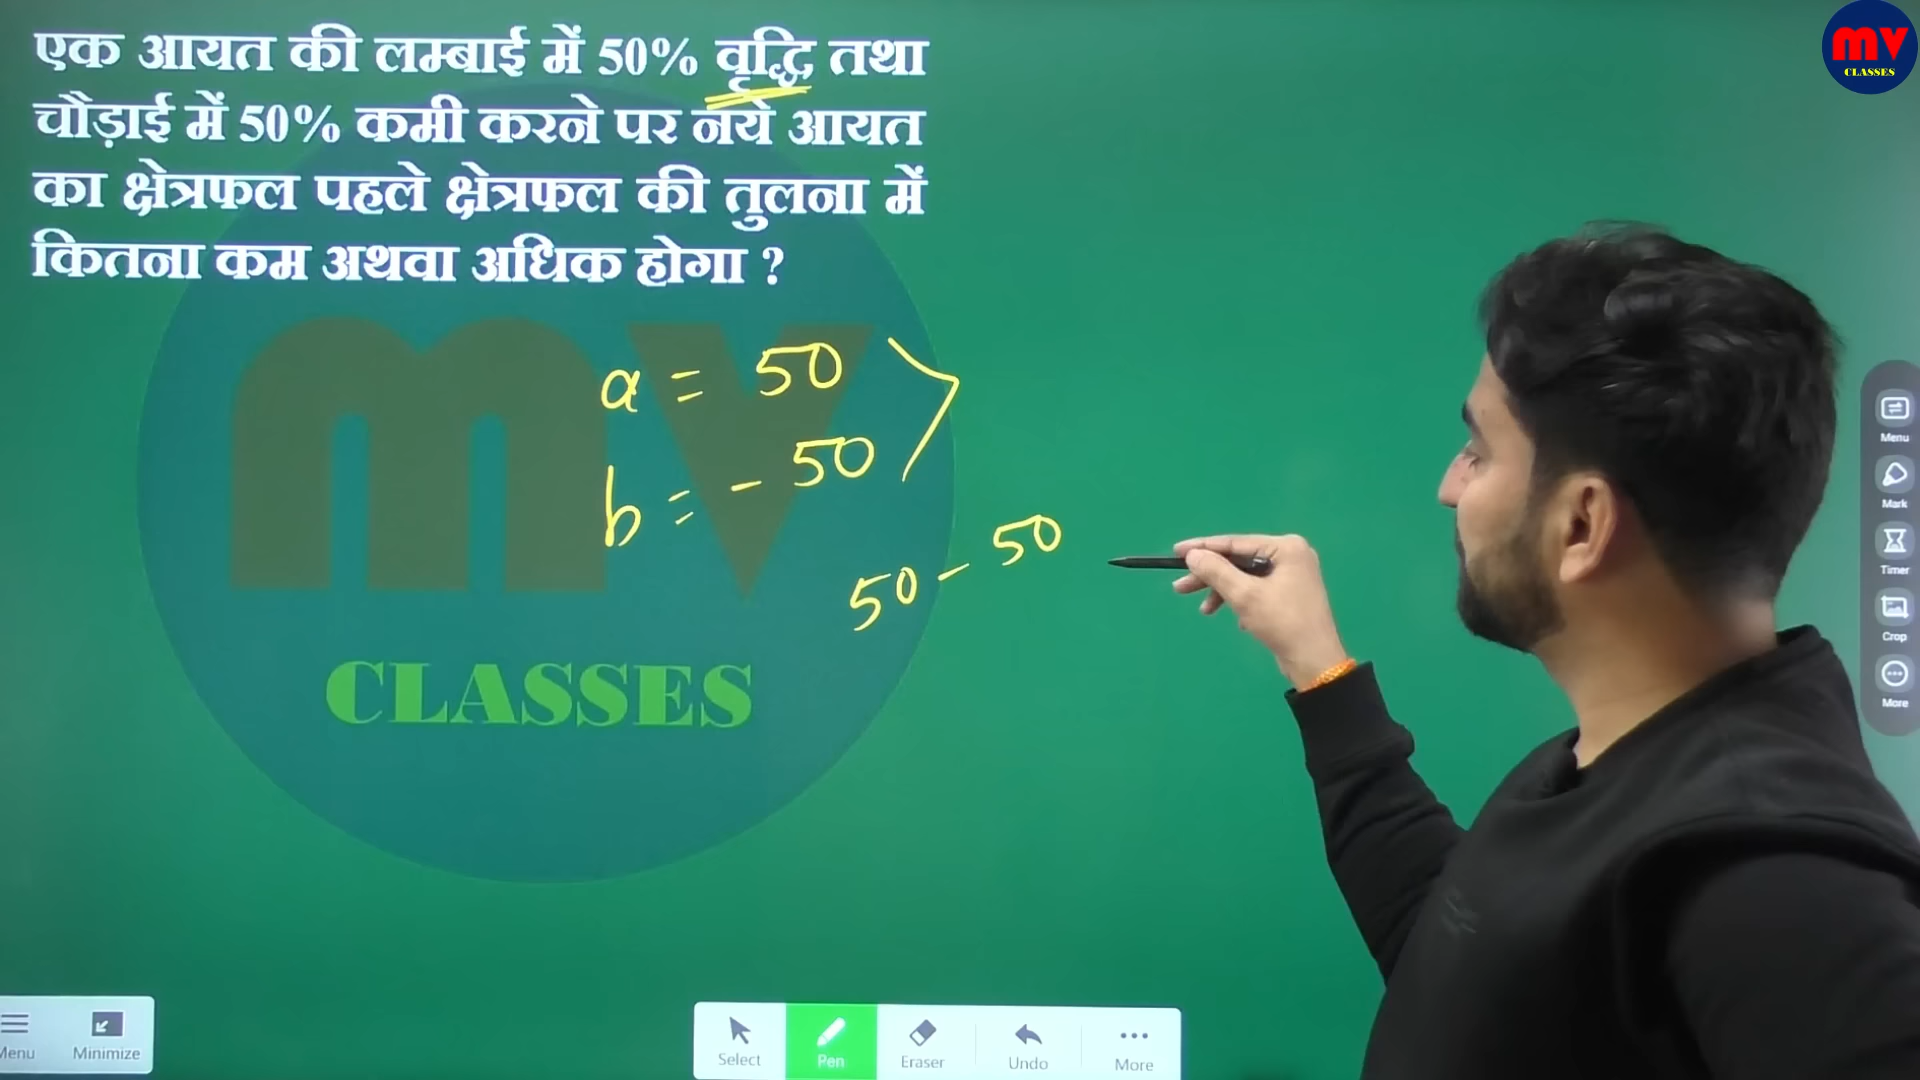 एक आयत की लम्बाई में 50% वृद्धि तथा
चौड़ाई में 50% कमी करने पर नये आयत
का क्षेत्रफल पहले क्षेत्रफल की तुलना में
कितना कम अथवा अधिक होगा ?
mv
CLASSES
a = 50
b = - 50
50 - 50
mv
CLASSES
Menu
Mark
Timer
Crop
More
Menu
Minimize
Select
Pen
Eraser
Undo
More